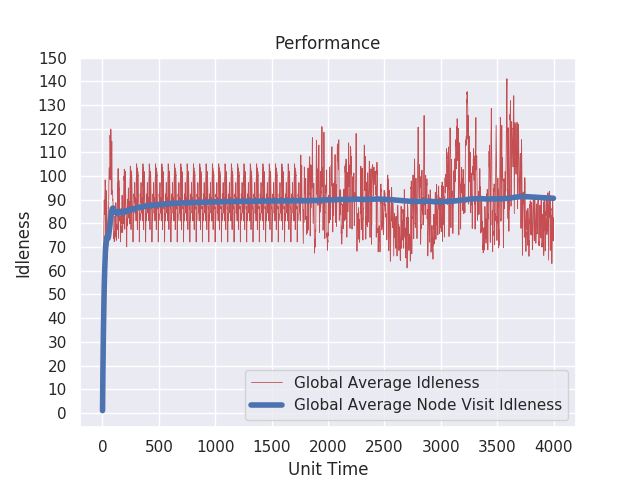 Performance
150
140
130
120
110
100
90
80
70
60
50
40
30
20
10
0
Idleness
Global Average Idleness
Global Average Node Visit Idleness
0 500 1000 1500 2000 2500 3000 3500 4000
Unit Time